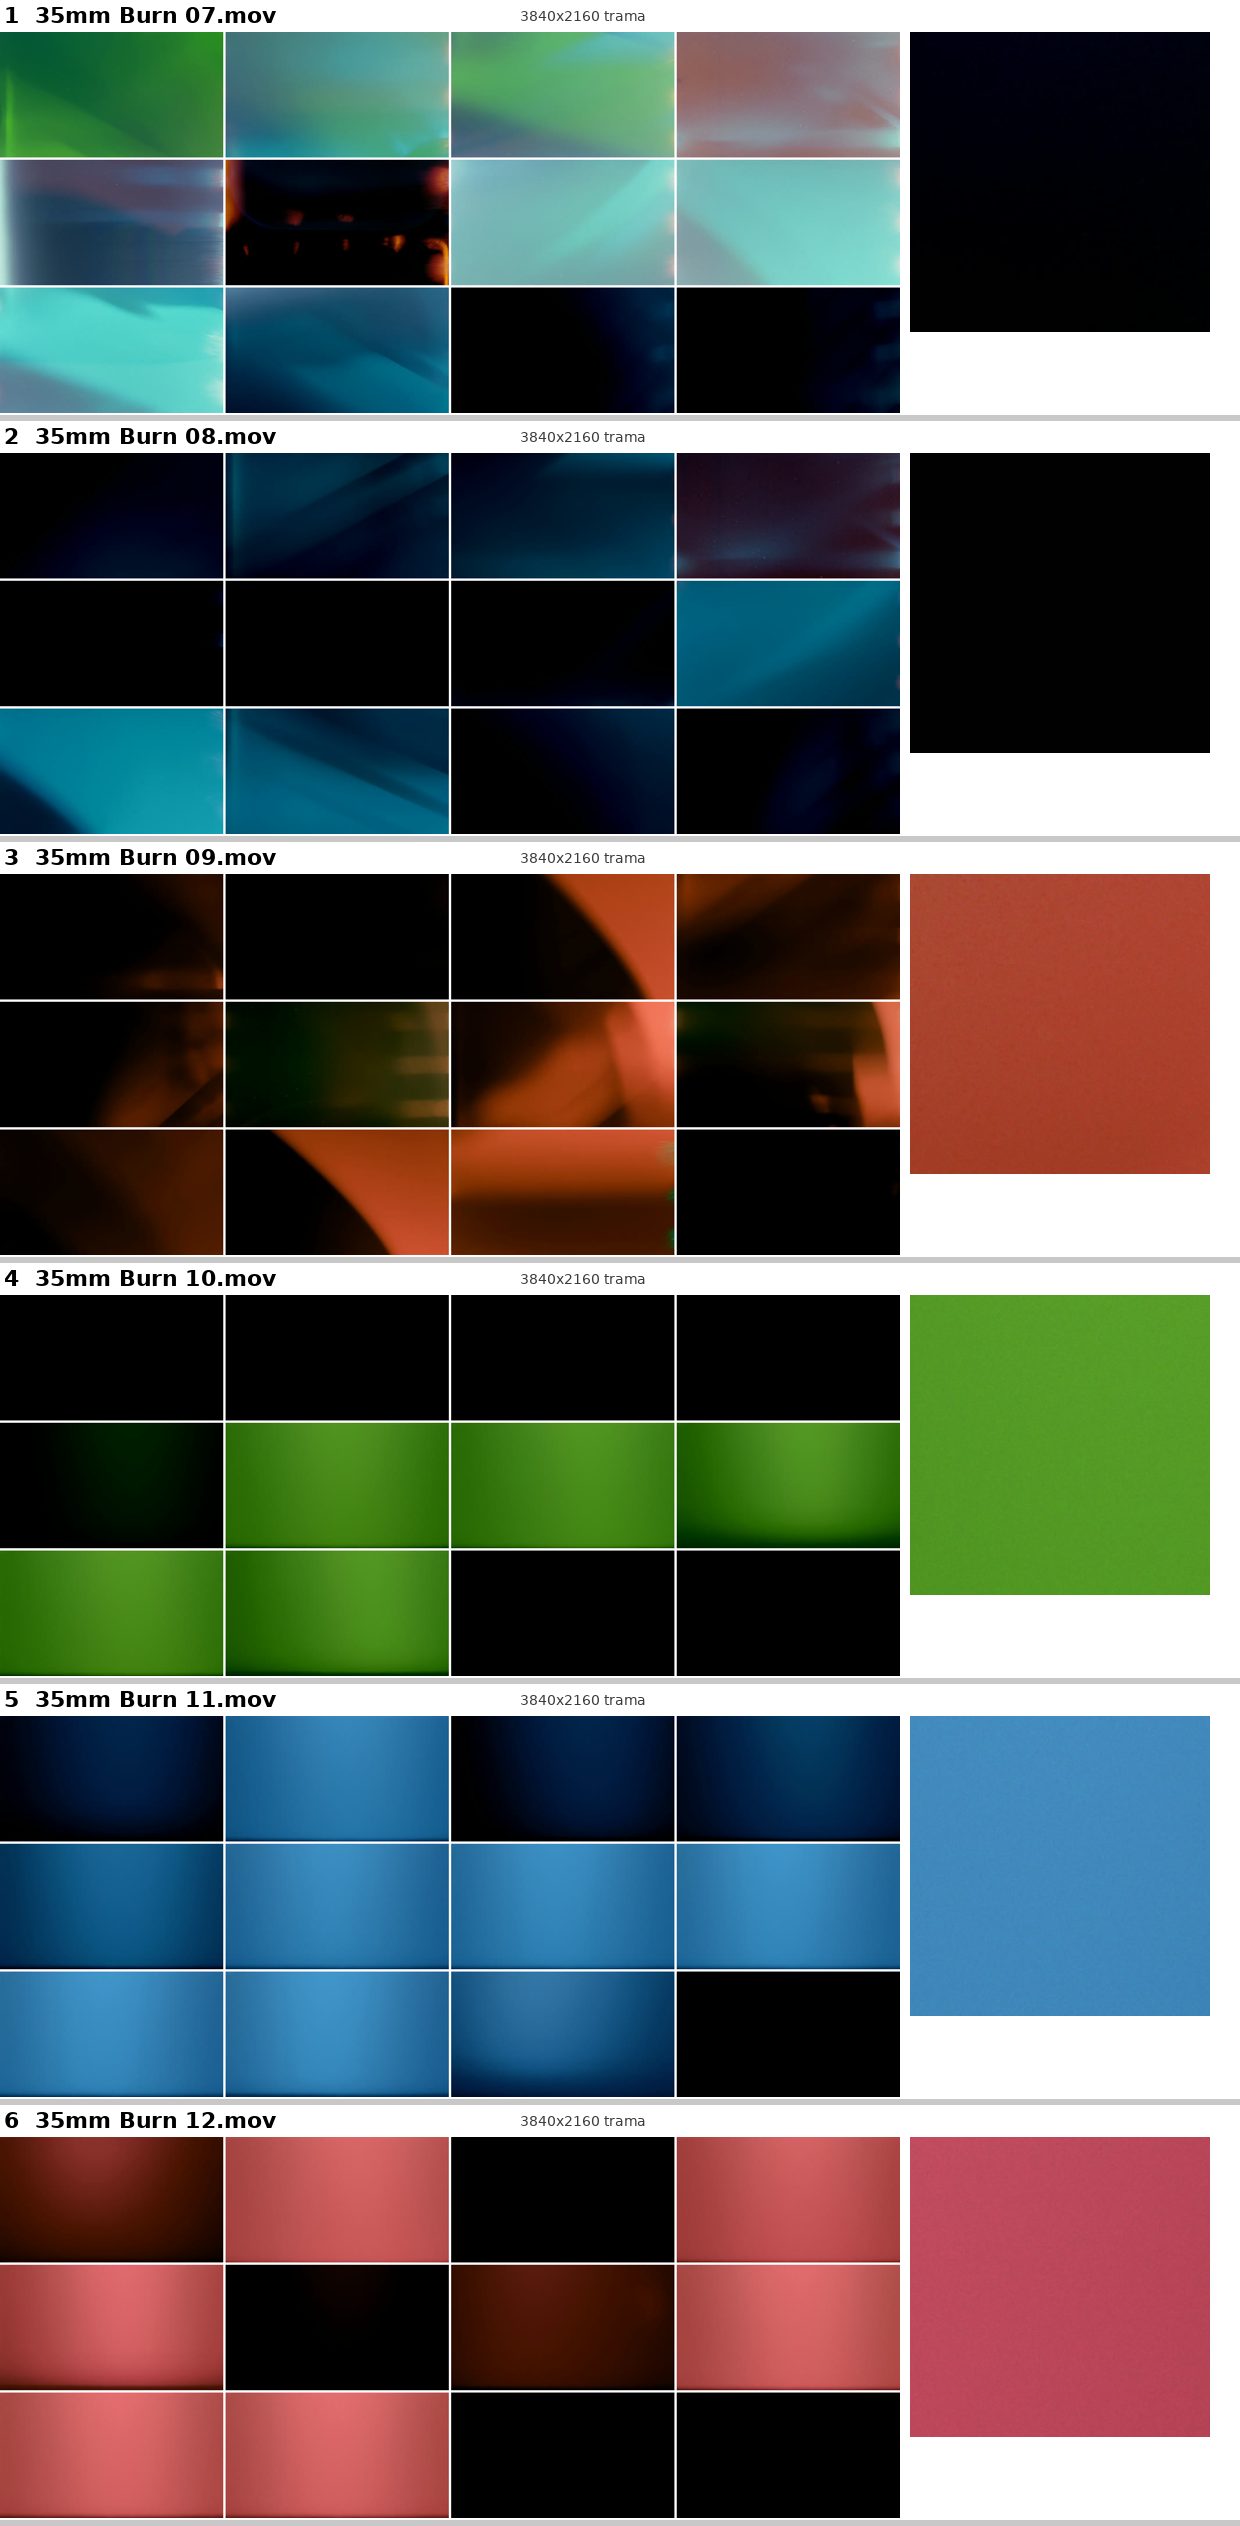 1 35mm Burn 07.mov 3840x2160 trama
2 35mm Burn 08.mov 3840x2160 trama
3 35mm Burn 09.mov 3840x2160 trama
4 35mm Burn 10.mov 3840x2160 trama
5 35mm Burn 11.mov 3840x2160 trama
6 35mm Burn 12.mov 3840x2160 trama